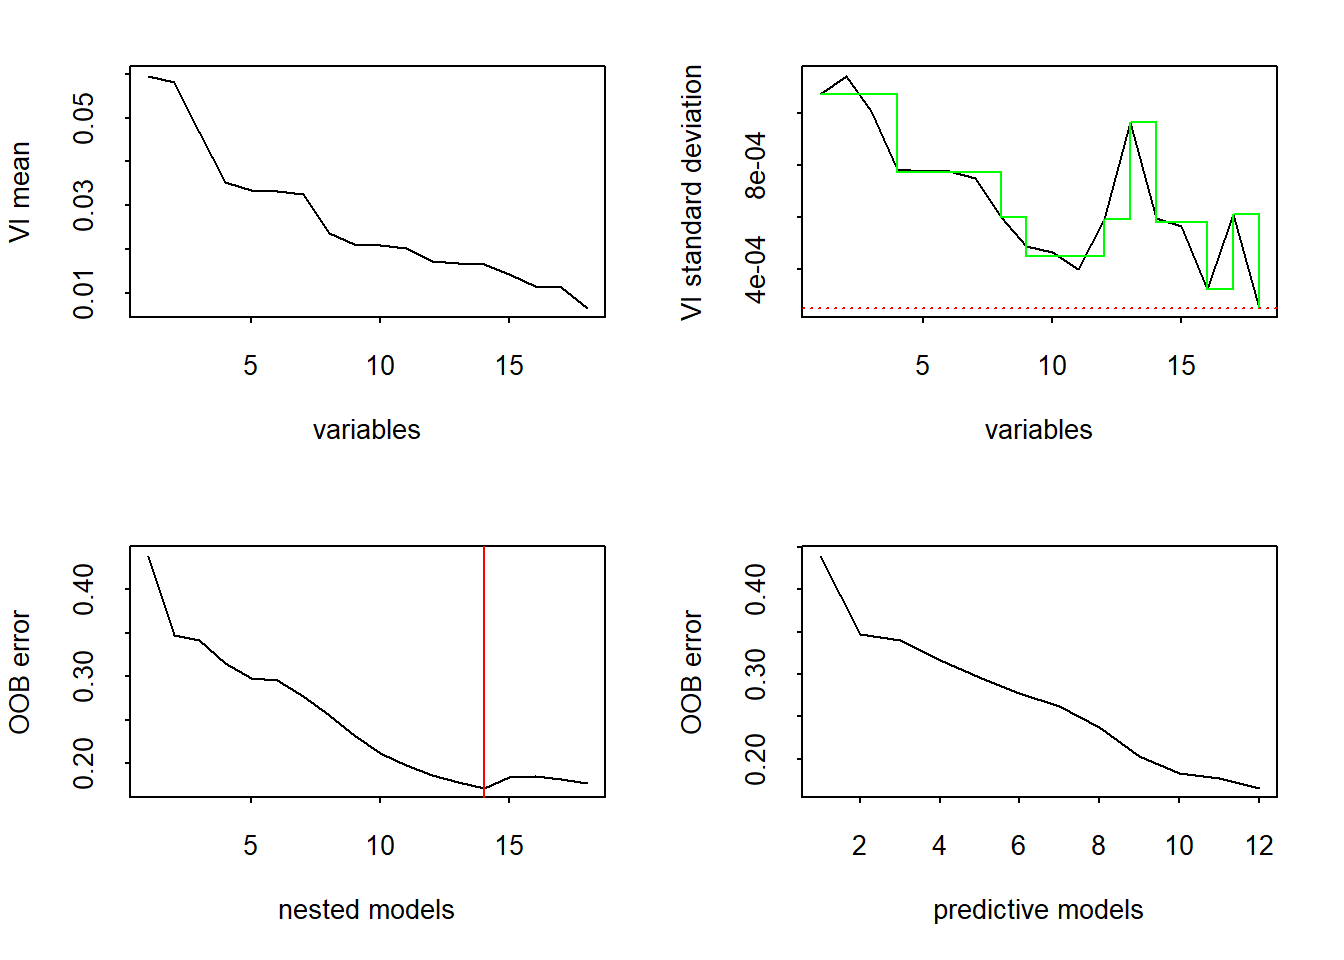 VI mean
0.01 0.03 0.05
5 10 15
variables
VI standard deviation
4e-04 8e-04
5 10 15
variables
OOB error
0.20 0.30 0.40
5 10 15
nested models
OOB error
0.20 0.30 0.40
2 4 6 8 10 12
predictive models